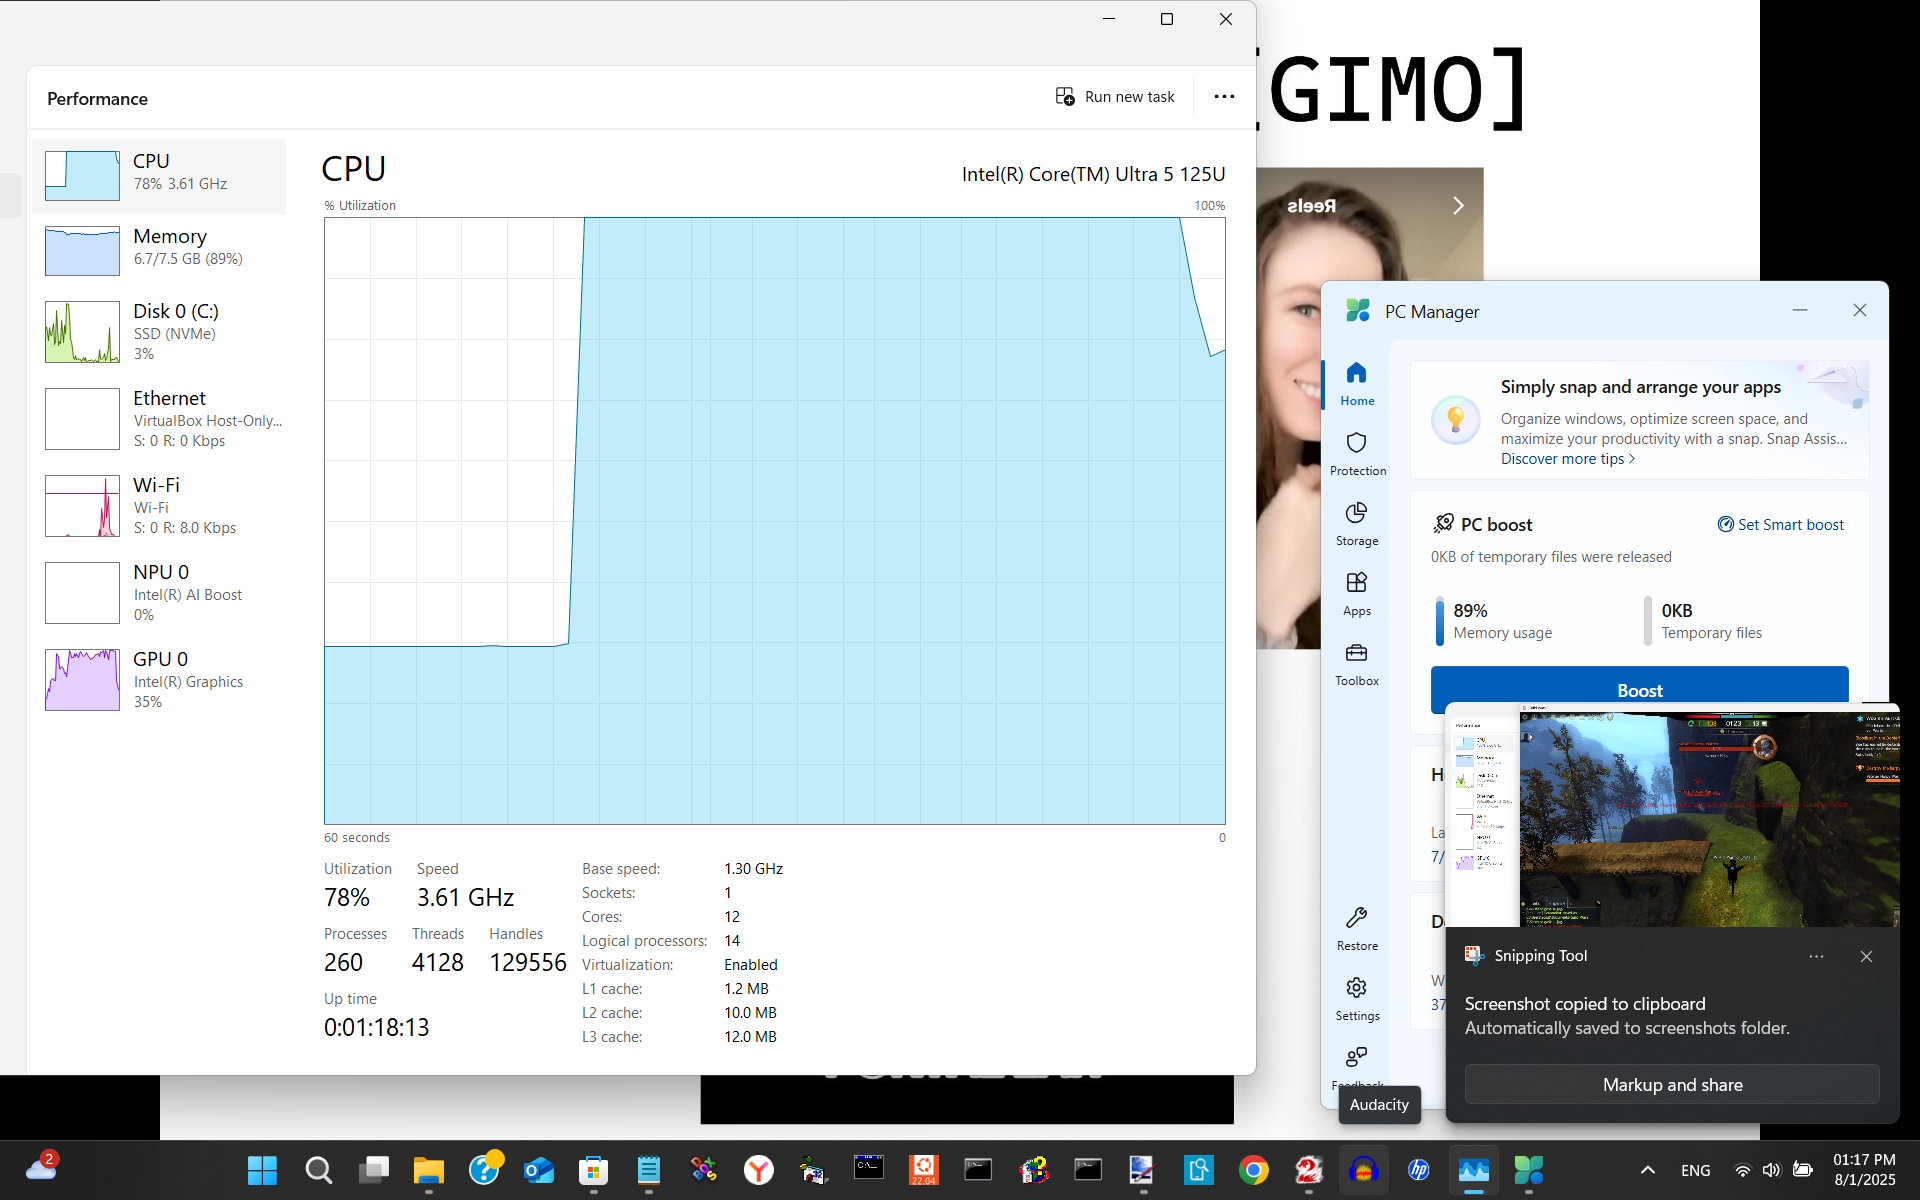 Performance
Run new task
CPU
78% 3.61 GHz
Memory
6.7/7.5 GB (89%)
Disk 0 (C:)
SSD (NVMe)
3%
Ethernet
VirtualBox Host-Only...
S: 0 R: 0 Kbps
Wi-Fi
Wi-Fi
S: 0 R: 8.0 Kbps
NPU 0
Intel(R) AI Boost
0%
GPU 0
Intel(R) Graphics
35%
CPU
Intel(R) Core(TM) Ultra 5 125U
% Utilization
100%
60 seconds
0
Utilization
78%
Speed
3.61 GHz
Processes
260
Threads
4128
Handles
129556
Up time
0:01:18:13
Base speed: 1.30 GHz
Sockets: 1
Cores: 12
Logical processors: 14
Virtualization: Enabled
L1 cache: 1.2 MB
L2 cache: 10.0 MB
L3 cache: 12.0 MB
[GIMO]
Reels
PC Manager
Home
Protection
Storage
Apps
Toolbox
Restore
Settings
Feedback
Simply snap and arrange your apps
Organize windows, optimize screen space, and
maximize your productivity with a snap. Snap Assis...
Discover more tips >
PC boost
Set Smart boost
0KB of temporary files were released
89%
Memory usage
0KB
Temporary files
Boost
Snipping Tool
Screenshot copied to clipboard
Automatically saved to screenshots folder.
Markup and share
Audacity
2
22.04
ENG
01:17 PM
8/1/2025